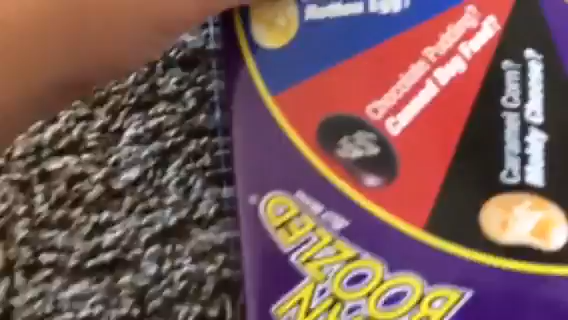 Rotten Egg?
Chocolate Pudding?
Canned Dog Food?
Caramel Corn?
Moldy Cheese?
BOOZLED